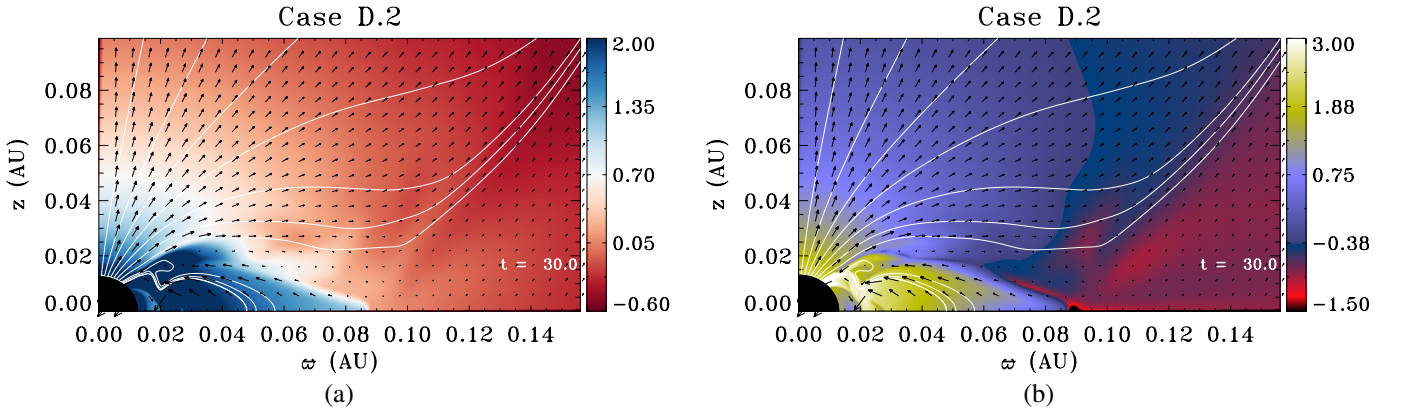 Case D.2
2.00
1.35
0.70
0.05
−0.60
0.08
0.06
0.04
0.02
0.00
z (AU)
t = 30.0
0.00 0.02 0.04 0.06 0.08 0.10 0.12 0.14
ϖ (AU)
(a)
Case D.2
3.00
1.88
0.75
−0.38
−1.50
0.08
0.06
0.04
0.02
0.00
z (AU)
t = 30.0
0.00 0.02 0.04 0.06 0.08 0.10 0.12 0.14
ϖ (AU)
(b)